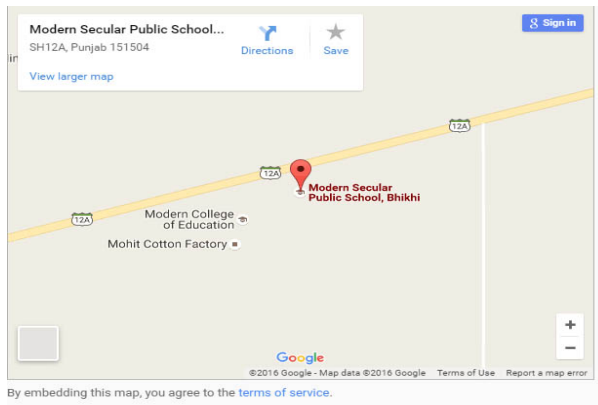 Modern Secular Public School...
SH12A, Punjab 151504
Directions
Save
View larger map
Sign in
12A
12A
Modern Secular
Public School, Bhikhi
12A
Modern College
of Education
Mohit Cotton Factory
+
−
Google
©2016 Google - Map data ©2016 Google
Terms of Use
Report a map error
By embedding this map, you agree to the terms of service.